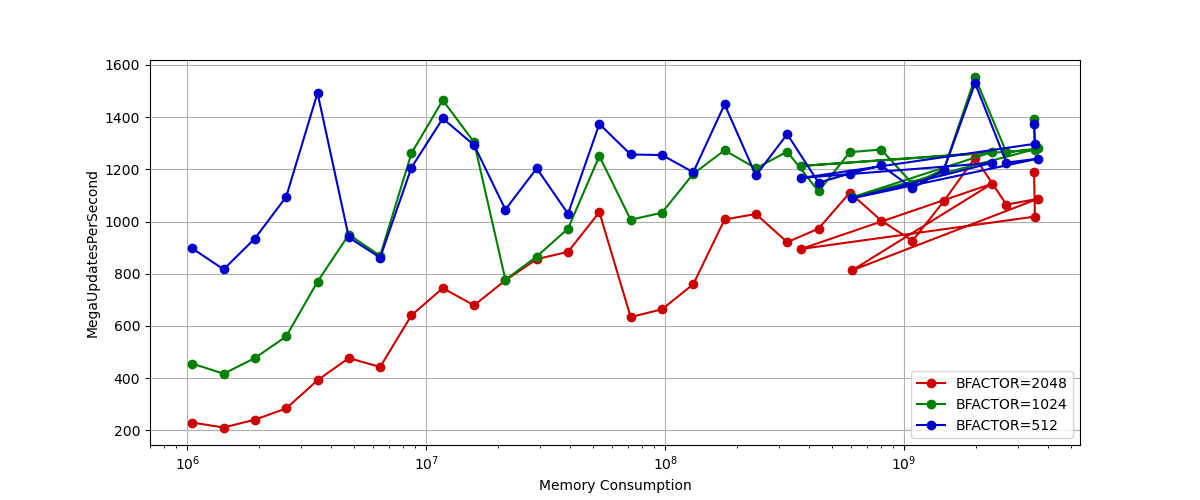 1600
1400
1200
1000
800
600
400
200
MegaUpdatesPerSecond
10⁶
10⁷
10⁸
10⁹
Memory Consumption
BFACTOR=2048
BFACTOR=1024
BFACTOR=512